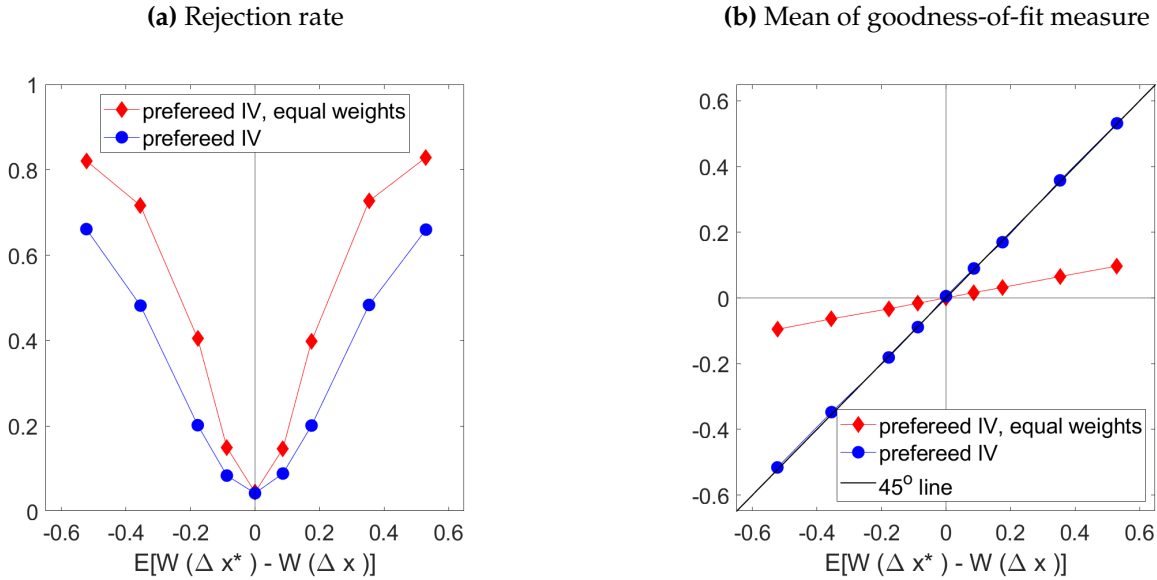 (a) Rejection rate
1
0.8
0.6
0.4
0.2
0
-0.6 -0.4 -0.2 0 0.2 0.4 0.6
E[W (Δ x* ) - W (Δ x )]
prefereed IV, equal weights
prefereed IV
(b) Mean of goodness-of-fit measure
0.6
0.4
0.2
0
-0.2
-0.4
-0.6
-0.6 -0.4 -0.2 0 0.2 0.4 0.6
E[W (Δ x* ) - W (Δ x )]
prefereed IV, equal weights
prefereed IV
45° line